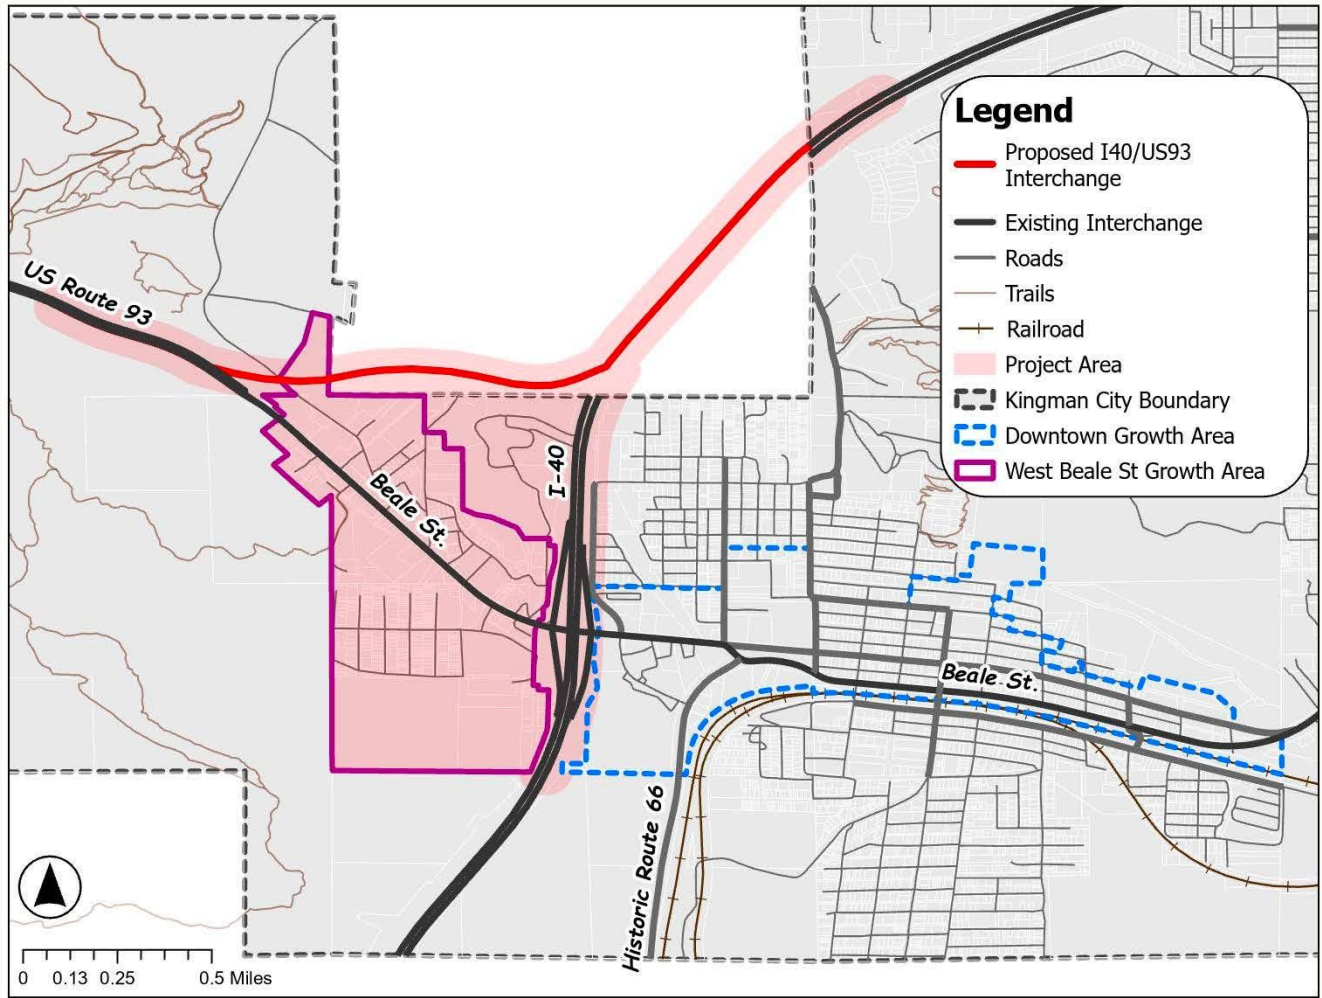 Legend
Proposed I40/US93
Interchange
Existing Interchange
Roads
Trails
Railroad
Project Area
Kingman City Boundary
Downtown Growth Area
West Beale St Growth Area
US Route 93
I-40
Beale St.
Beale St.
Historic Route 66
0 0.13 0.25 0.5 Miles